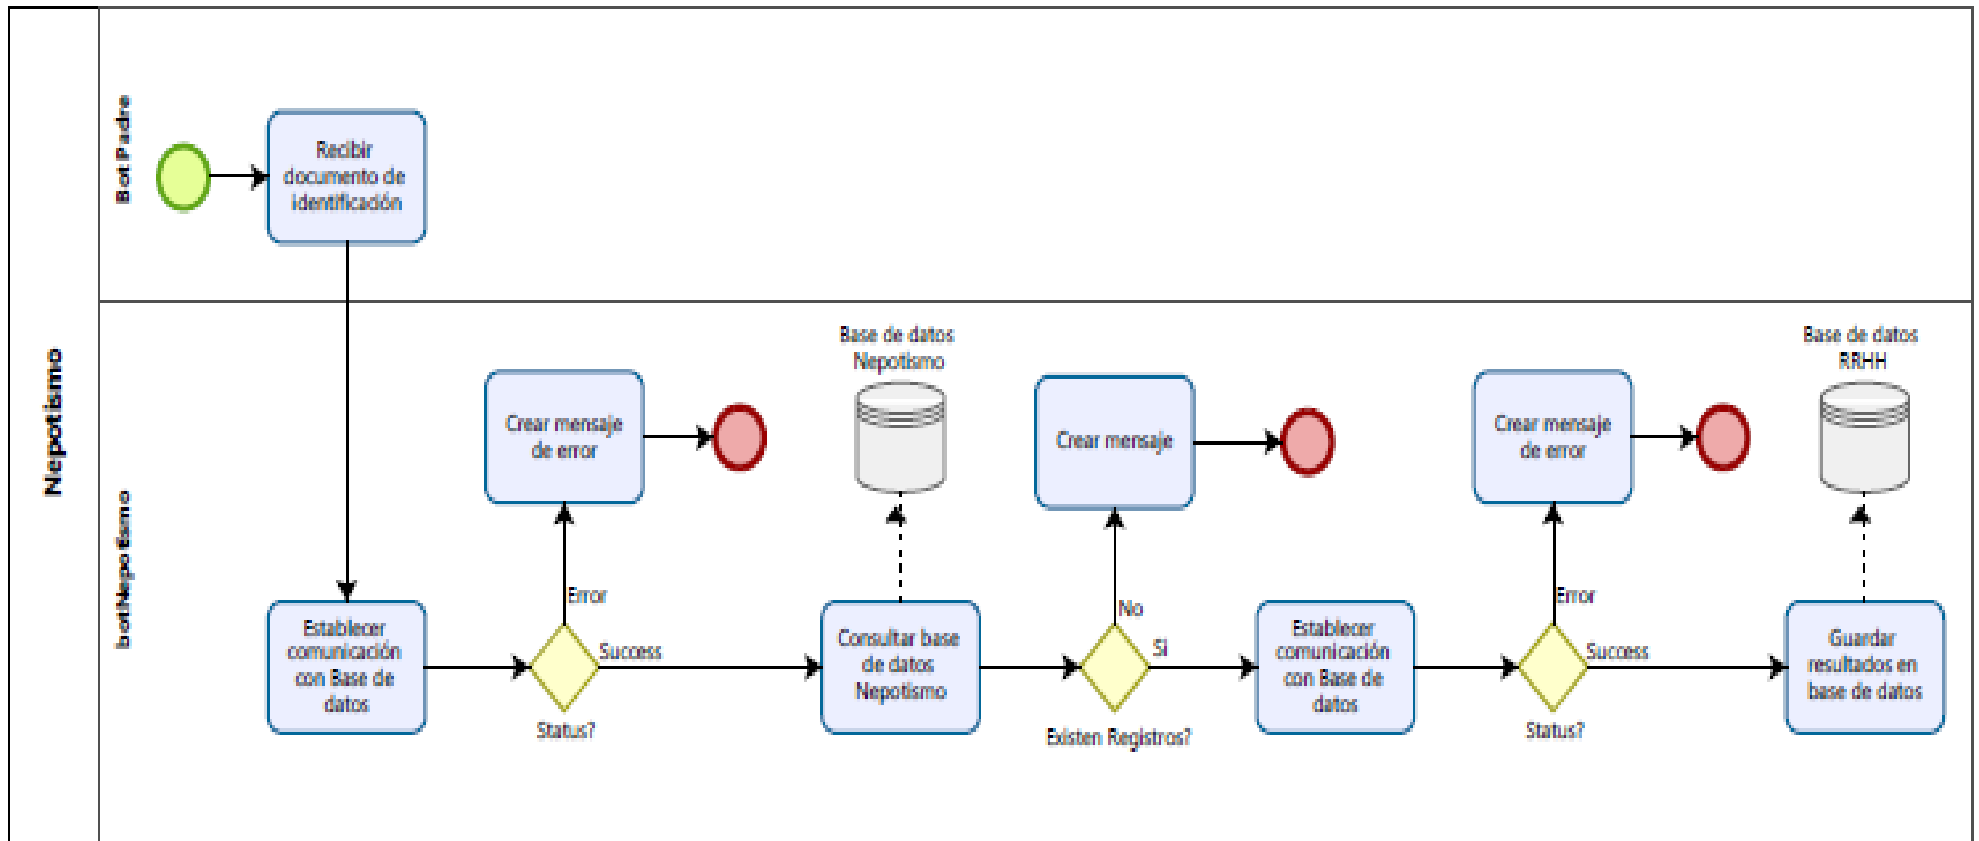 Nepotismo
Bot Padre
Recibir
documento de
identificación
botNepotismo
Establecer
comunicación
con Base de
datos
Status?
Error
Success
Crear mensaje
de error
Base de datos
Nepotismo
Consultar base
de datos
Nepotismo
Existen Registros?
No
Si
Crear mensaje
Establecer
comunicación
con Base de
datos
Status?
Error
Success
Crear mensaje
de error
Base de datos
RRHH
Guardar
resultados en
base de datos